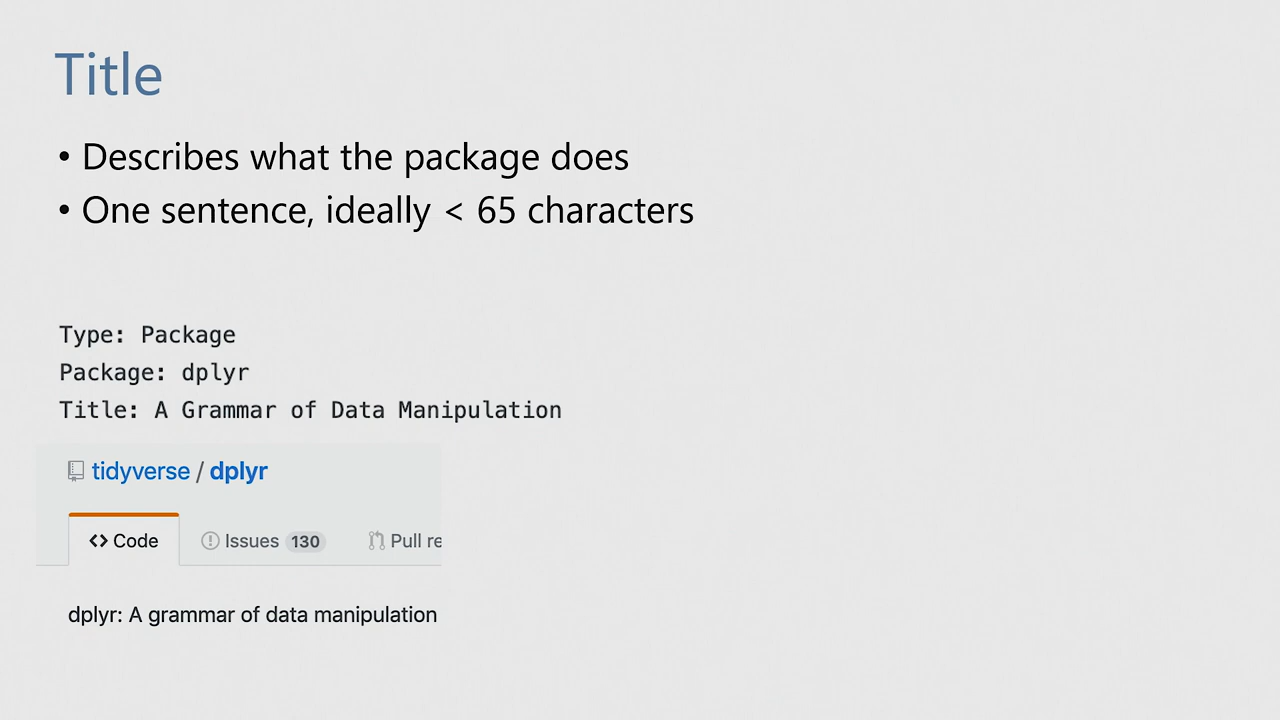 Title
• Describes what the package does
• One sentence, ideally < 65 characters
Type: Package
Package: dplyr
Title: A Grammar of Data Manipulation
tidyverse / dplyr
<> Code Issues 130 Pull re
dplyr: A grammar of data manipulation